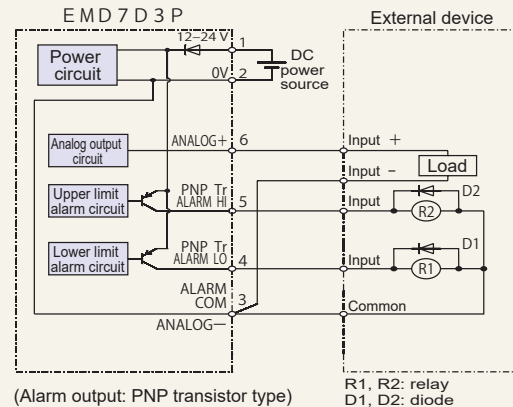 EMD7D3P
External device
12–24 V
1
DC
power
source
Power
circuit
0V
2
Analog output
circuit
ANALOG+
6
Input +
Input -
Load
Upper limit
alarm circuit
PNP Tr
ALARM HI
5
Input
D2
R2
Lower limit
alarm circuit
PNP Tr
ALARM LO
4
Input
D1
R1
ALARM
COM
3
Common
ANALOG—
(Alarm output: PNP transistor type)
R1, R2: relay
D1, D2: diode